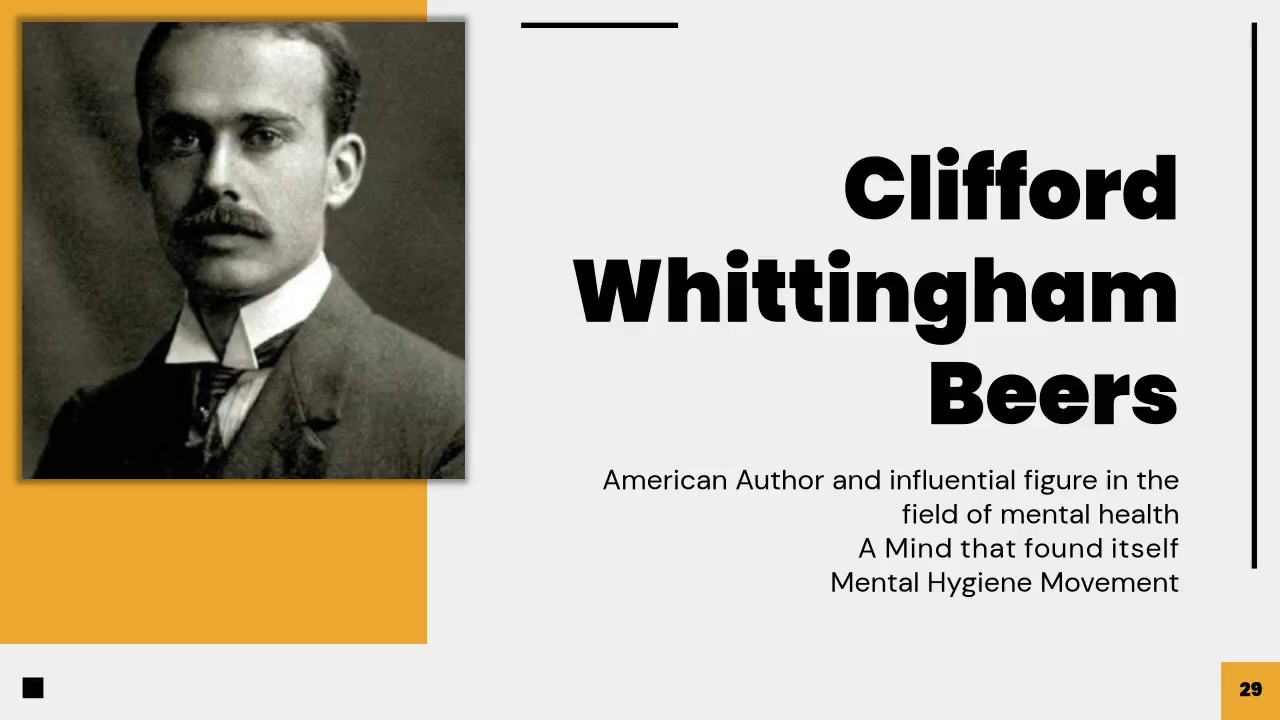 Clifford
Whittingham
Beers
American Author and influential figure in the
field of mental health
A Mind that found itself
Mental Hygiene Movement
29